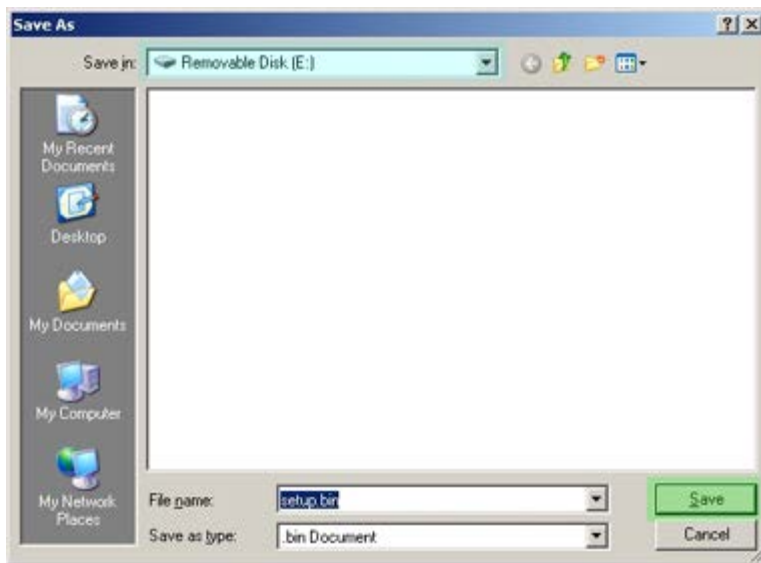 Save As
Save in:
Removable Disk (E:)
My Recent
Documents
Desktop
My Documents
My Computer
My Network
Places
File name:
setup.bin
Save
Save as type:
.bin Document
Cancel